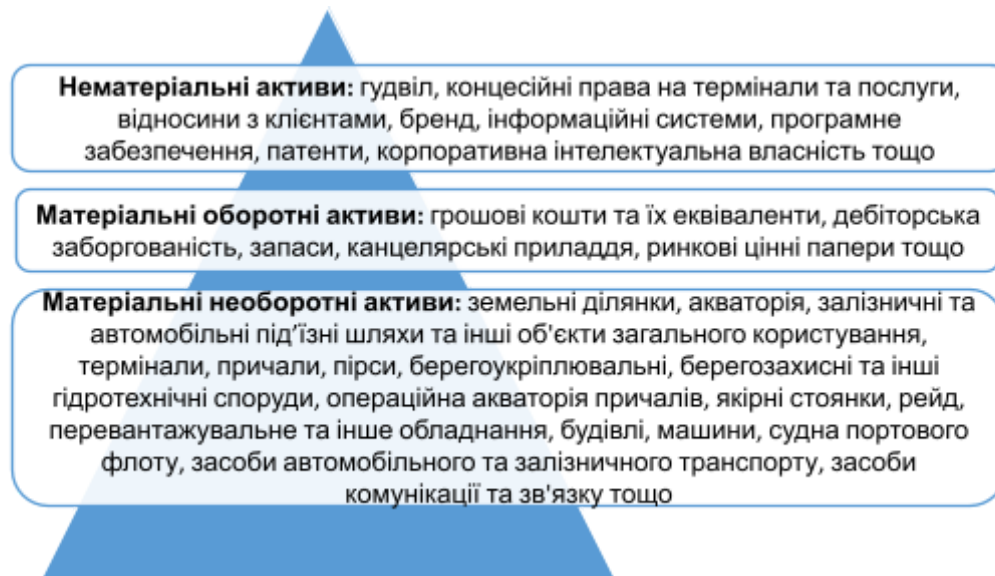 Нематеріальні активи: гудвіл, концесійні права на термінали та послуги,
відносини з клієнтами, бренд, інформаційні системи, програмне
забезпечення, патенти, корпоративна інтелектуальна власність тощо
Матеріальні оборотні активи: грошові кошти та їх еквіваленти, дебіторська
заборгованість, запаси, канцелярські приладдя, ринкові цінні папери тощо
Матеріальні необоротні активи: земельні ділянки, акваторія, залізничні та
автомобільні під’їзні шляхи та інші об'єкти загального користування,
термінали, причали, пірси, берегоукріплювальні, берегозахисні та інші
гідротехнічні споруди, операційна акваторія причалів, якірні стоянки, рейд,
перевантажувальне та інше обладнання, будівлі, машини, судна портового
флоту, засоби автомобільного та залізничного транспорту, засоби
комунікації та зв'язку тощо